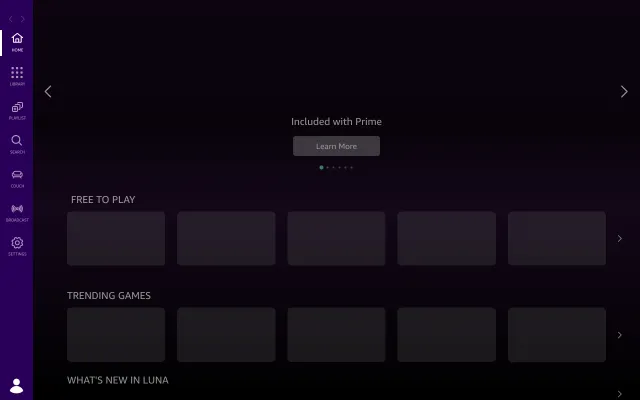 HOME
LIBRARY
PLAYLIST
SEARCH
COUCH
BROADCAST
SETTINGS
Included with Prime
Learn More
FREE TO PLAY
TRENDING GAMES
WHAT'S NEW IN LUNA